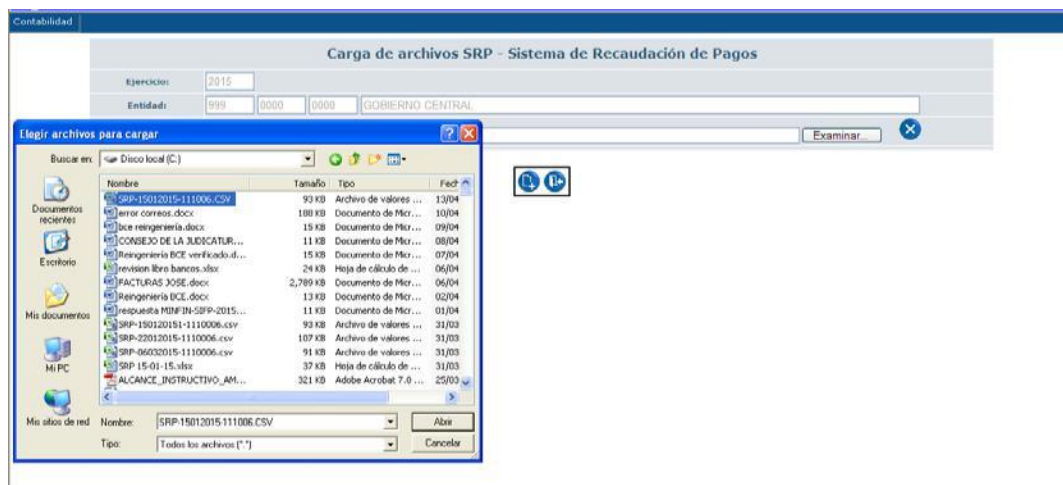 Contabilidad
Carga de archivos SRP - Sistema de Recaudación de Pagos
Ejercicio: 2015
Entidad: 999 0000 0000 GOBIERNO CENTRAL
Examinar...
Elegir archivos para cargar
Buscar en: Disco local (C:)
Nombre Tamaño Tipo Fech
SRP-15012015-111006.CSV 93 KB Archivo de valores ... 13/04
error correos.docx 188 KB Documento de Micr... 10/04
bce reingeniería.docx 15 KB Documento de Micr... 09/04
CONSEJO DE LA JUDICATUR... 11 KB Documento de Micr... 08/04
Reingeniería BCE verificado.d... 15 KB Documento de Micr... 07/04
revision libro bancos.xlsx 24 KB Hoja de cálculo de ... 06/04
FACTURAS JOSE.docx 2,789 KB Documento de Micr... 06/04
Reingeniería BCE.docx 13 KB Documento de Micr... 02/04
respuesta MINFIN-SIFP-2015... 11 KB Documento de Micr... 01/04
SRP-150120151-1110006.csv 93 KB Archivo de valores ... 31/03
SRP-22012015-1110006.csv 107 KB Archivo de valores ... 31/03
SRP-06032015-1110006.csv 91 KB Archivo de valores ... 31/03
SRP 15-01-15.xlsx 37 KB Hoja de cálculo de ... 31/03
ALCANCE_INSTRUCTIVO_AM... 321 KB Adobe Acrobat 7.0 ... 25/03
Documentos
recientes
Escritorio
Mis documentos
Mi PC
Mis sitios de red
Nombre: SRP-15012015-111006.CSV Abrir
Tipo: Todos los archivos (*.*) Cancelar